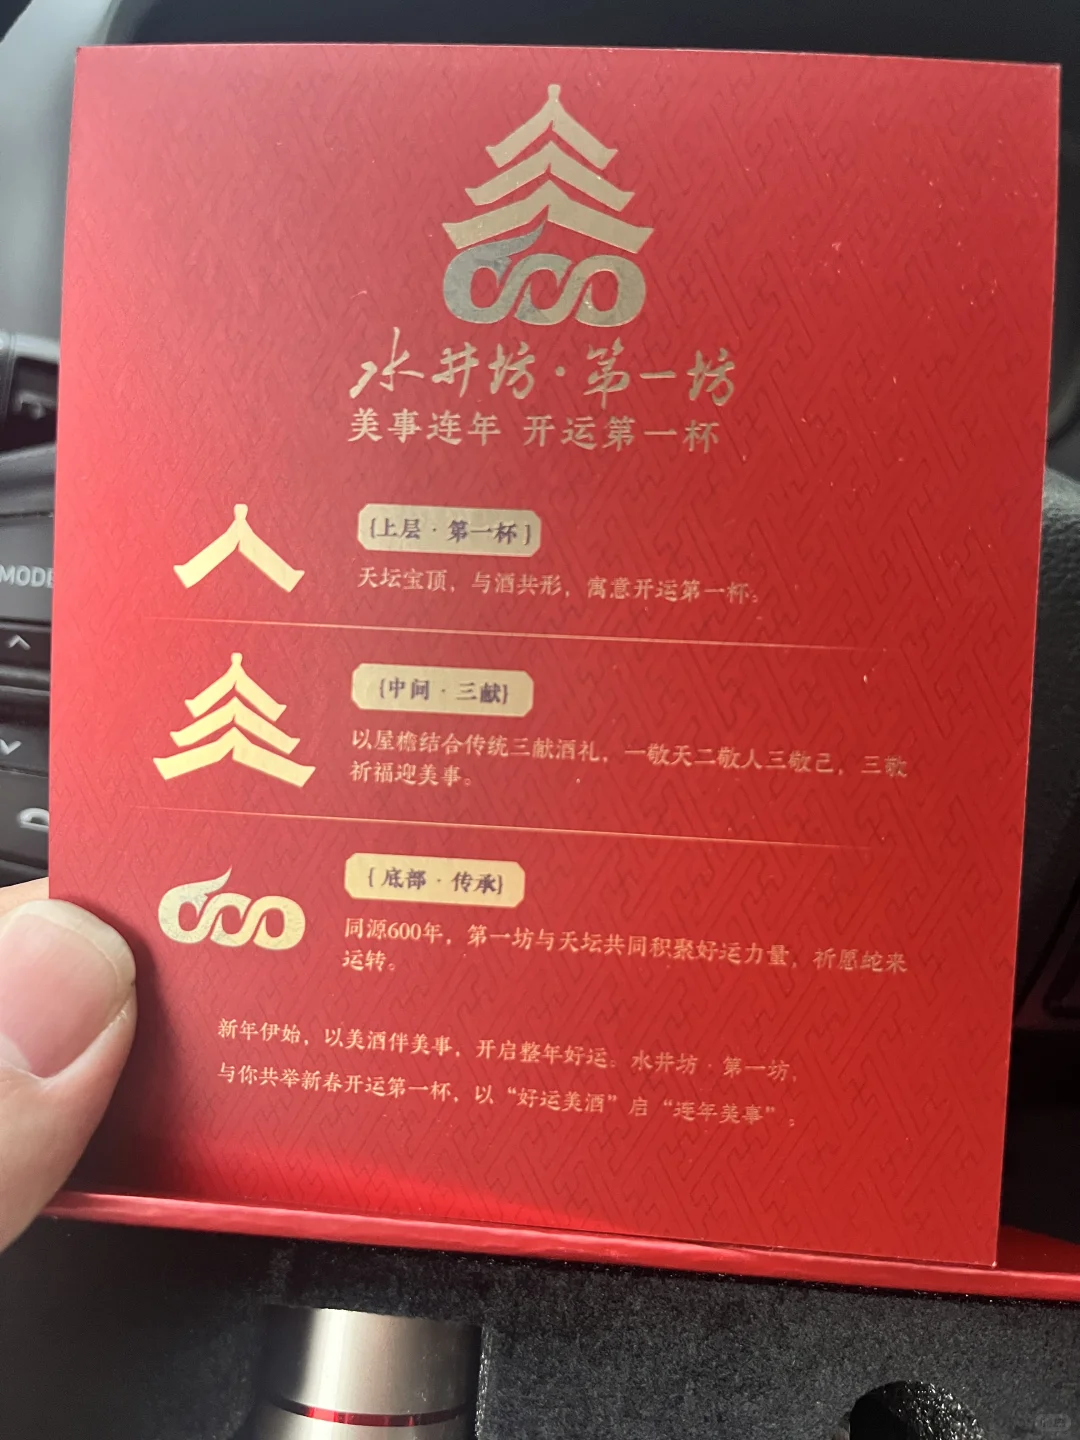 600
水井坊·第一坊
美事连年 开运第一杯
{上层·第一杯}
天坛宝顶，与酒共形，寓意开运第一杯。
{中间·三献}
以屋檐结合传统三献酒礼，一敬天二敬人三敬己，三敬
祈福迎美事。
600
{底部·传承}
同源600年，第一坊与天坛共同积聚好运力量，祈愿蛇来
运转。
新年伊始，以美酒伴美事，开启整年好运。水井坊·第一坊，
与你共举新春开运第一杯，以“好运美酒”启“连年美事”。
MODE